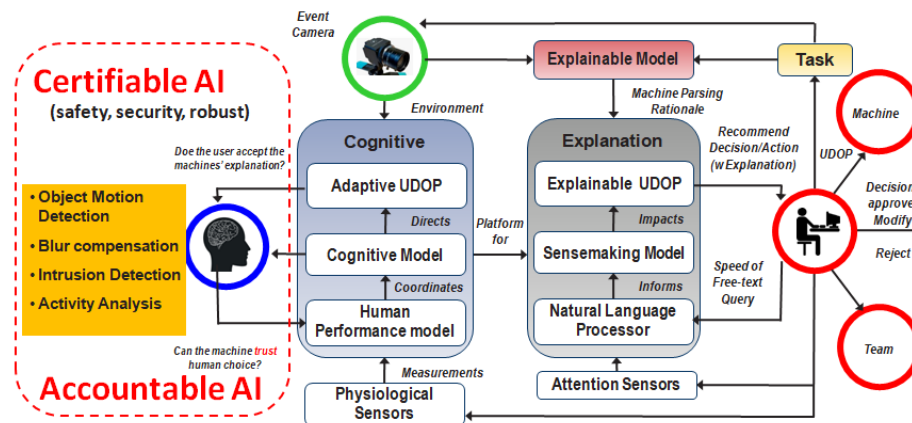 Event
Camera
Certifiable AI
(safety, security, robust)
Does the user accept the
machines' explanation?
• Object Motion
Detection
• Blur compensation
• Intrusion Detection
• Activity Analysis
Can the machine trust
human choice?
Accountable AI
Environment
Cognitive
Adaptive UDOP
Directs
Cognitive Model
Coordinates
Human
Performance model
Measurements
Physiological
Sensors
Platform
for
Explainable Model
Machine Parsing
Rationale
Explanation
Explainable UDOP
Impacts
Sensemaking Model
Informs
Natural Language
Processor
Attention Sensors
Task
Recommend
Decision/Action
(w Explanation)
UDOP
Speed of
Free-text
Query
Machine
Decision
approve
Modify
Reject
Team